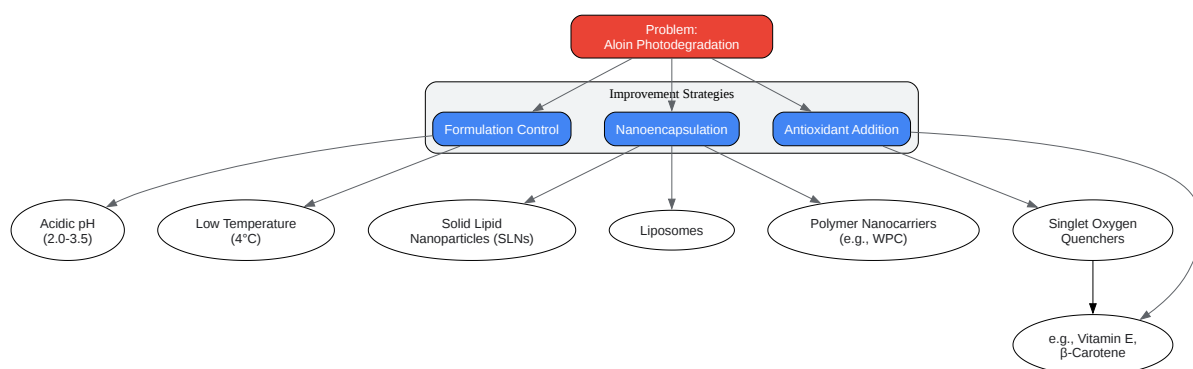 Problem:
Aloin Photodegradation
Improvement Strategies
Formulation Control
Nanoencapsulation
Antioxidant Addition
Acidic pH
(2.0-3.5)
Low Temperature
(4°C)
Solid Lipid
Nanoparticles (SLNs)
Liposomes
Polymer Nanocarriers
(e.g., WPC)
Singlet Oxygen
Quenchers
e.g., Vitamin E,
β-Carotene